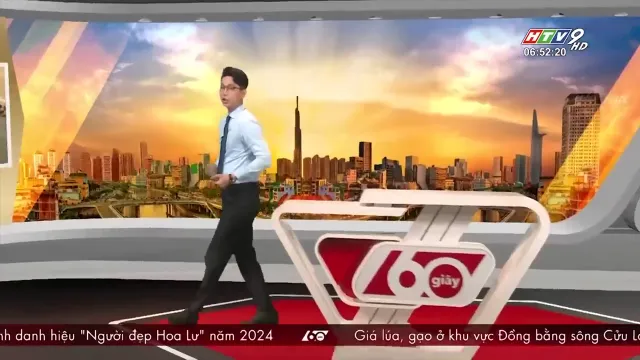 HTV9 HD
06:52:20
60 giây
nh danh hiệu "Người đẹp Hoa Lư" năm 2024 60 Giá lúa, gạo ở khu vực Đồng bằng sông Cửu L